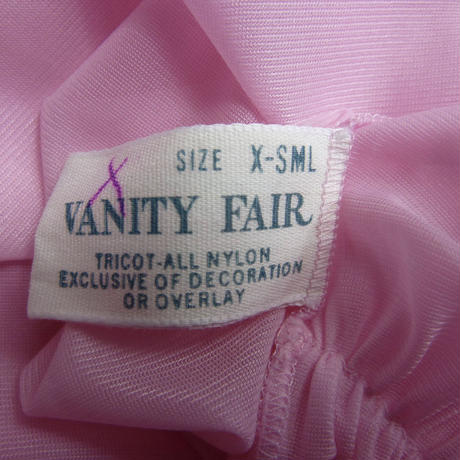 SIZE X-SML
VANITY FAIR
TRICOT-ALL NYLON
EXCLUSIVE OF DECORATION
OR OVERLAY